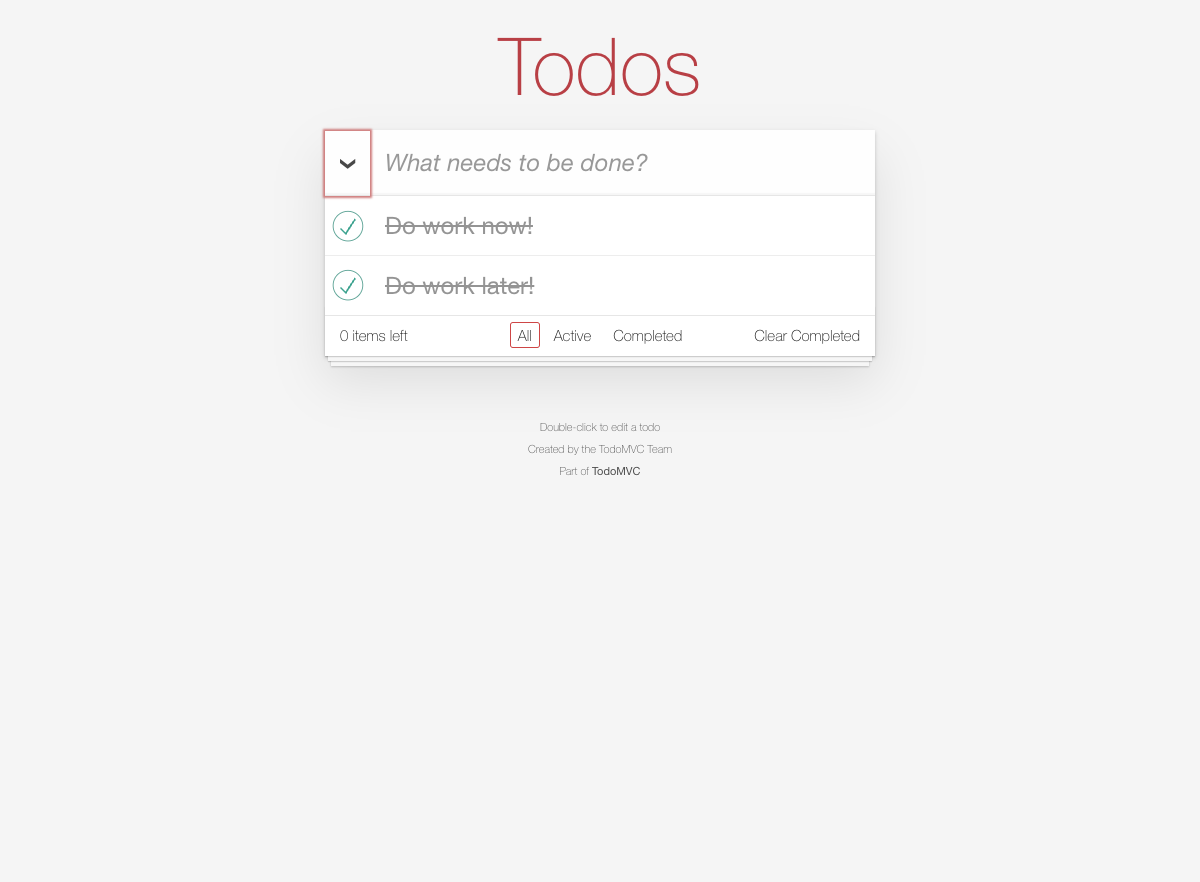 Todos
What needs to be done?
Do work now!
Do work later!
0 items left All Active Completed Clear Completed
Double-click to edit a todo
Created by the TodoMVC Team
Part of TodoMVC